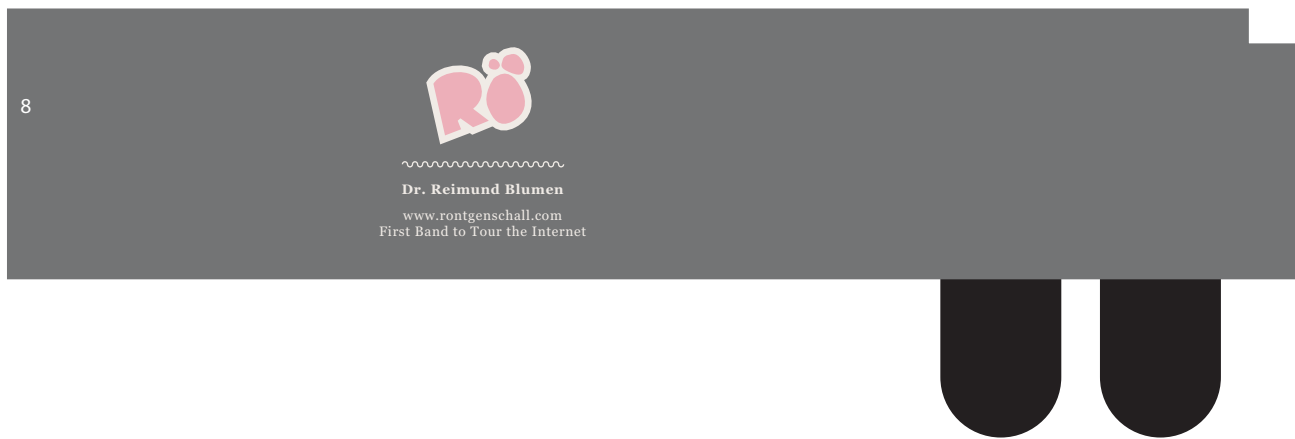 8
RÖ
Dr. Reimund Blumen
www.rontgenschall.com
First Band to Tour the Internet